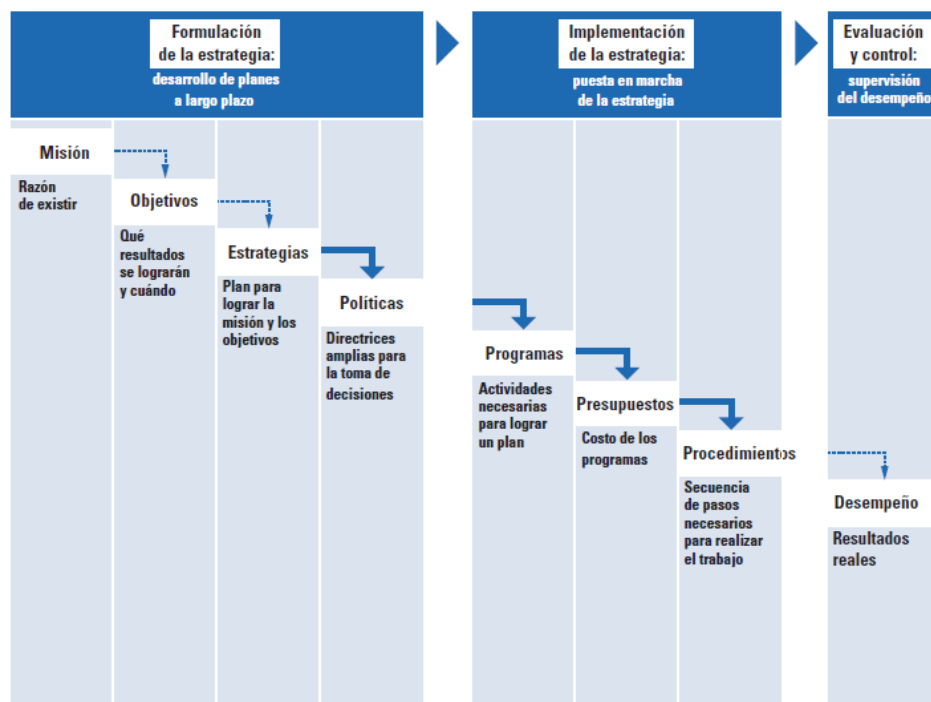 Formulación
de la estrategia:
desarrollo de planes
a largo plazo
Implementación
de la estrategia:
puesta en marcha
de la estrategia
Evaluación
y control:
supervisión
del desempeño
Misión
Razón
de existir
Objetivos
Qué
resultados
se lograrán
y cuándo
Estrategias
Plan para
lograr la
misión y los
objetivos
Políticas
Directrices
amplias para
la toma de
decisiones
Programas
Actividades
necesarias
para lograr
un plan
Presupuestos
Costo de los
programas
Procedimientos
Secuencia
de pasos
necesarios
para realizar
el trabajo
Desempeño
Resultados
reales